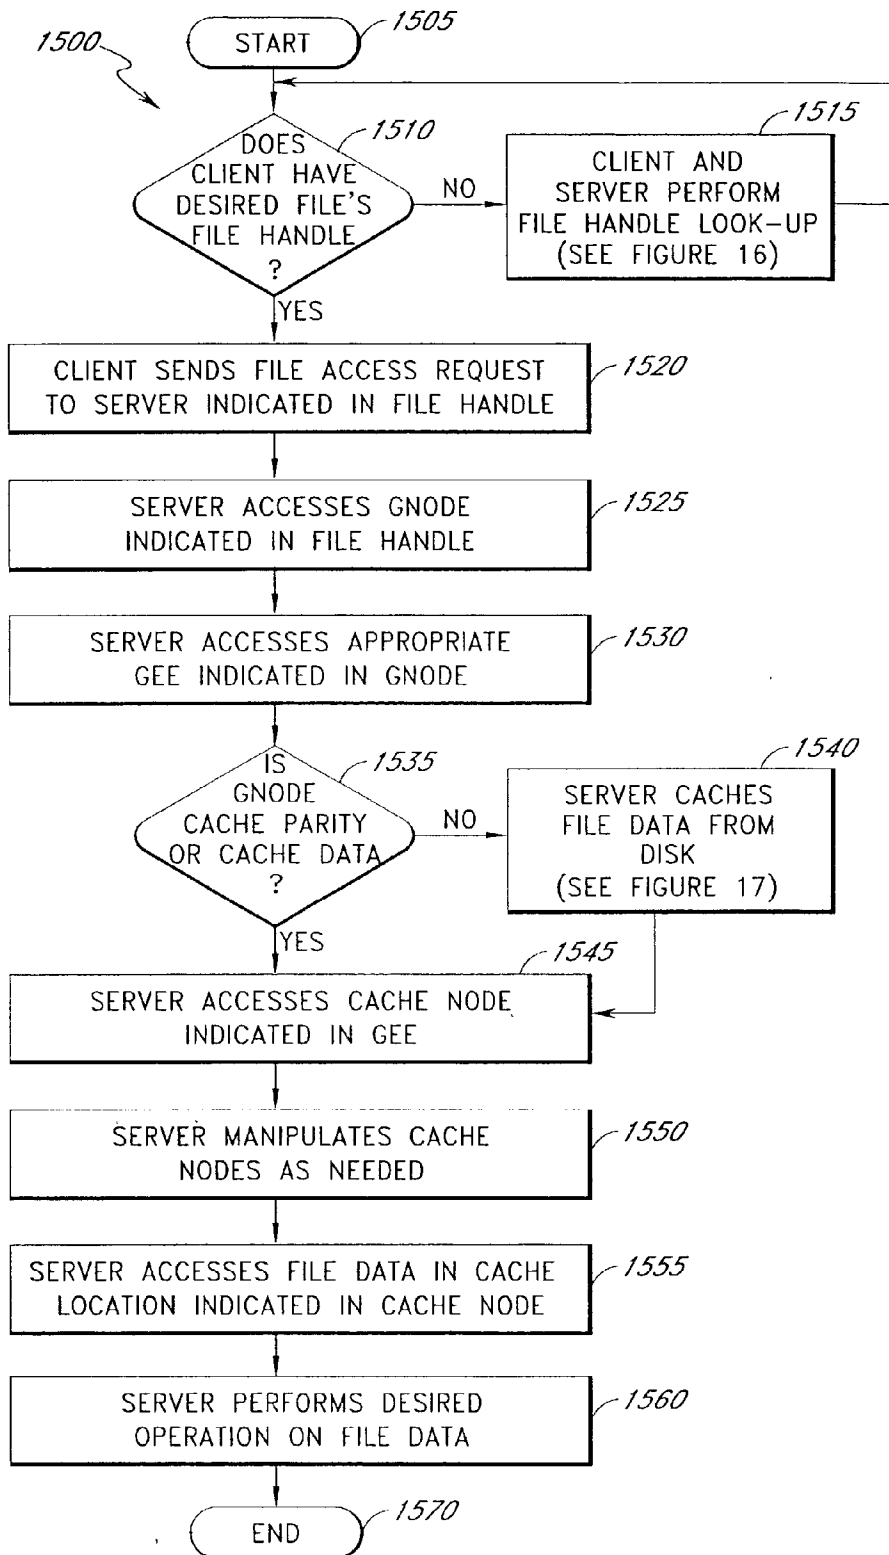 1500
START
1505
DOES
CLIENT HAVE
DESIRED FILE'S
FILE HANDLE
?
1510
NO
CLIENT AND
SERVER PERFORM
FILE HANDLE LOOK-UP
(SEE FIGURE 16)
1515
YES
CLIENT SENDS FILE ACCESS REQUEST
TO SERVER INDICATED IN FILE HANDLE
1520
SERVER ACCESSES GNODE
INDICATED IN FILE HANDLE
1525
SERVER ACCESSES APPROPRIATE
GEE INDICATED IN GNODE
1530
IS
GNODE
CACHE PARITY
OR CACHE DATA
?
1535
NO
SERVER CACHES
FILE DATA FROM
DISK
(SEE FIGURE 17)
1540
YES
SERVER ACCESSES CACHE NODE
INDICATED IN GEE
1545
SERVER MANIPULATES CACHE
NODES AS NEEDED
1550
SERVER ACCESSES FILE DATA IN CACHE
LOCATION INDICATED IN CACHE NODE
1555
SERVER PERFORMS DESIRED
OPERATION ON FILE DATA
1560
END
1570